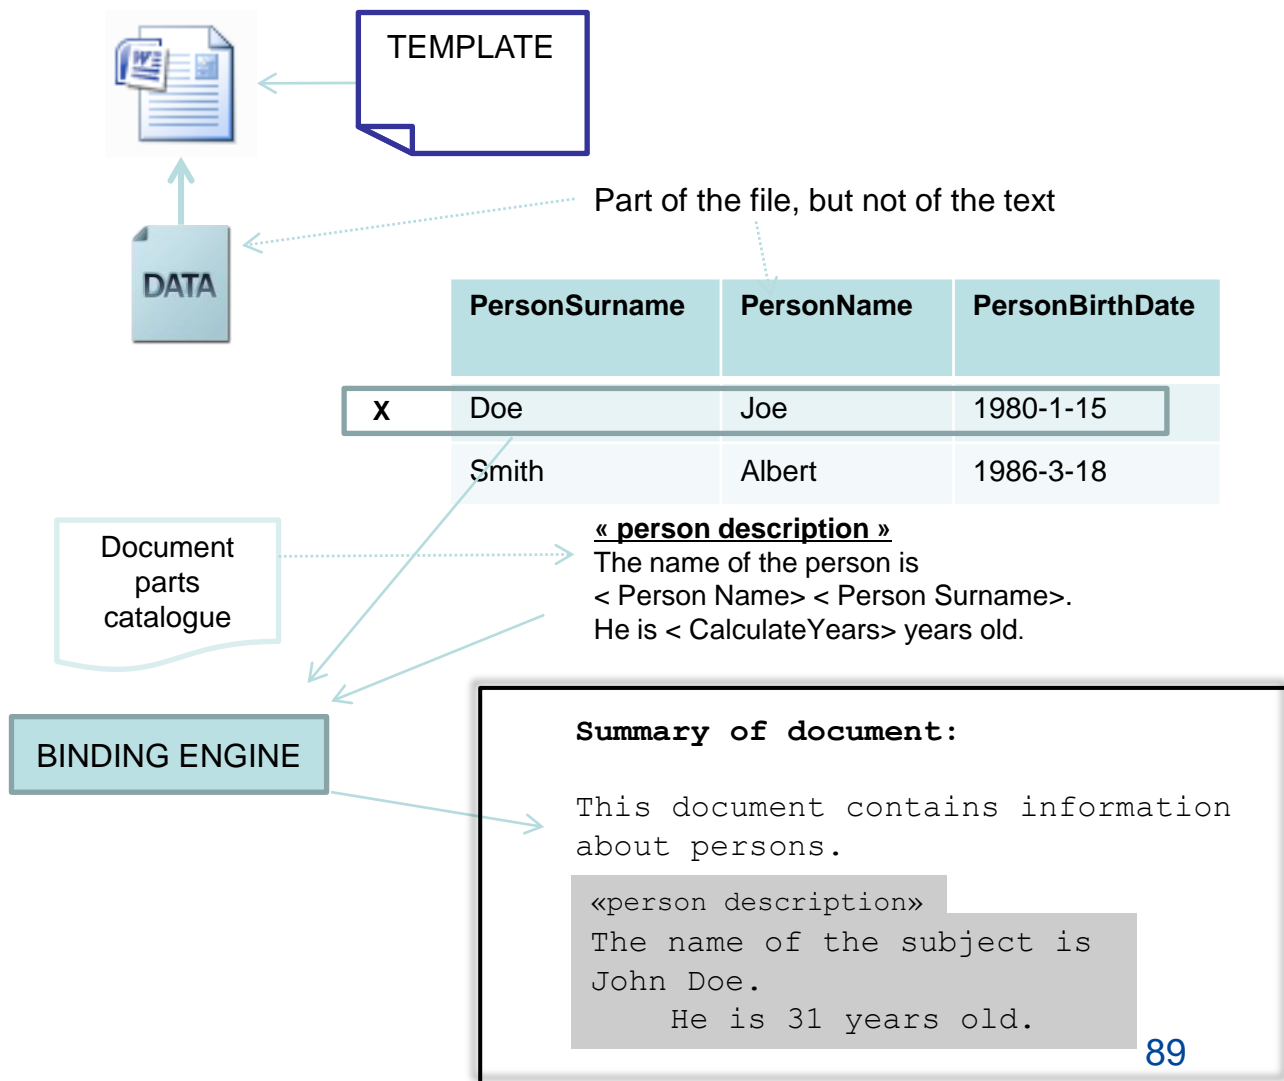 TEMPLATE
W
Part of the file, but not of the text
DATA
PersonSurname PersonName PersonBirthDate
X Doe Joe 1980-1-15
Smith Albert 1986-3-18
Document
parts
catalogue
« person description »
The name of the person is
< Person Name> < Person Surname>.
He is < CalculateYears> years old.
BINDING ENGINE
Summary of document:
This document contains information
about persons.
«person description»
The name of the subject is
John Doe.
He is 31 years old.
89